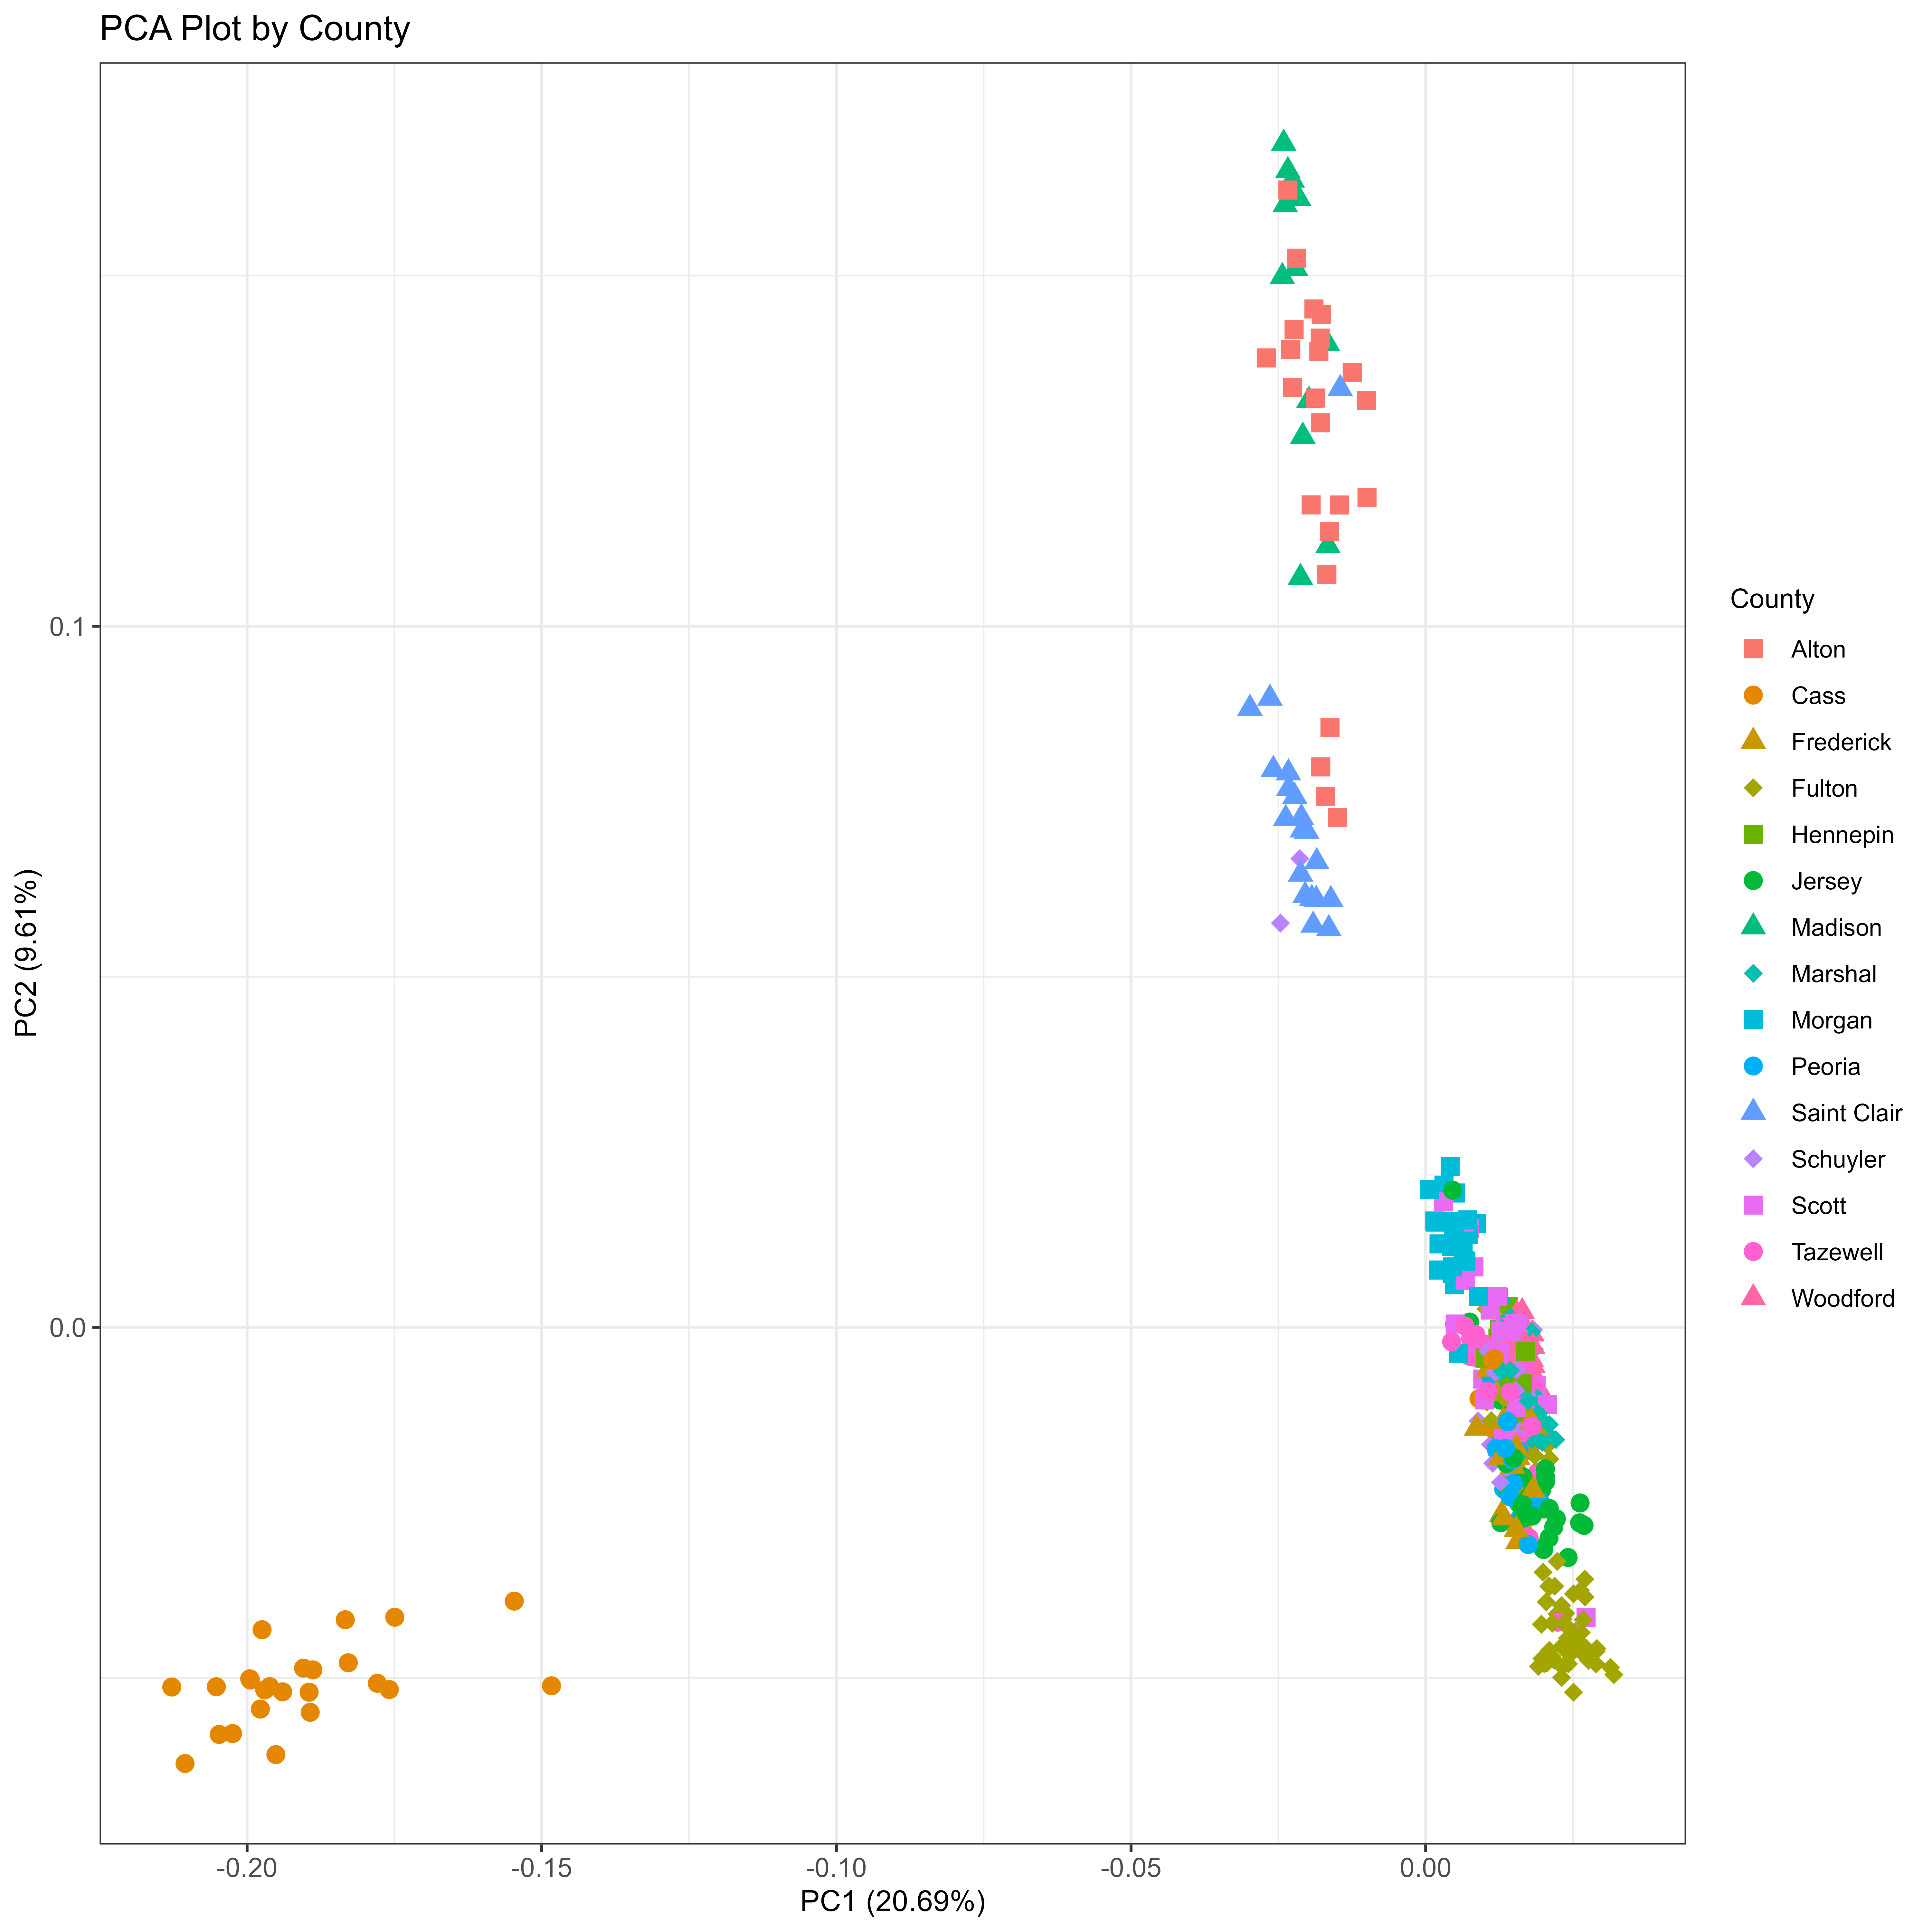 PCA Plot by County
0.1
0.0
PC2 (9.61%)
-0.20
-0.15
-0.10
-0.05
0.00
PC1 (20.69%)
County
Alton
Cass
Frederick
Fulton
Hennepin
Jersey
Madison
Marshal
Morgan
Peoria
Saint Clair
Schuyler
Scott
Tazewell
Woodford